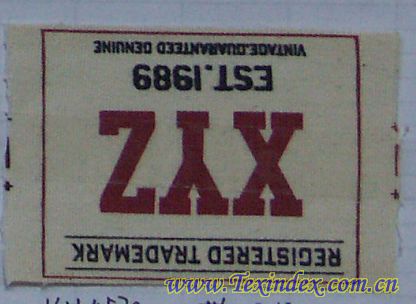 REGISTERED TRADEMARK
XYZ
EST.1989
VINTAGE.GUARANTEED GENUINE
www.Texindex.com.cn